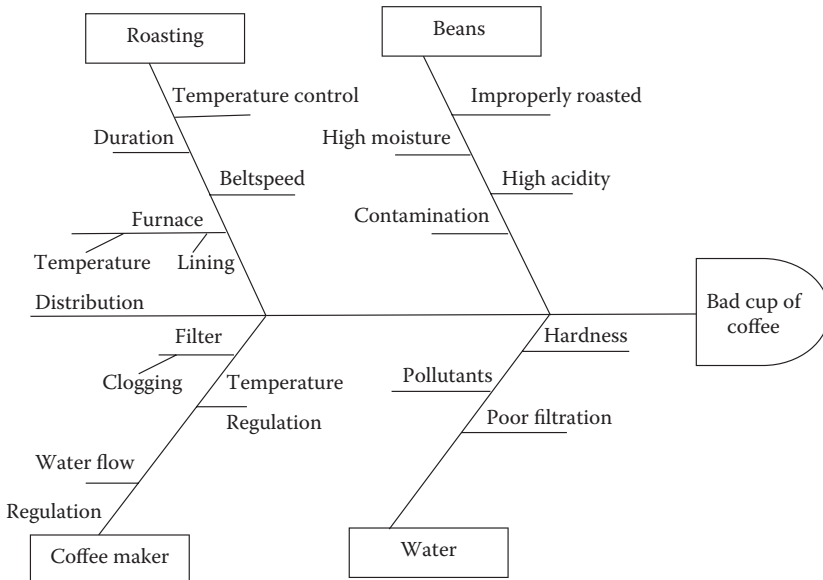 Roasting
Beans
Temperature control
Improperly roasted
Duration
High moisture
Beltspeed
High acidity
Furnace
Contamination
Temperature
Lining
Distribution
Bad cup of
coffee
Filter
Hardness
Clogging
Temperature
Pollutants
Regulation
Poor filtration
Water flow
Regulation
Coffee maker
Water